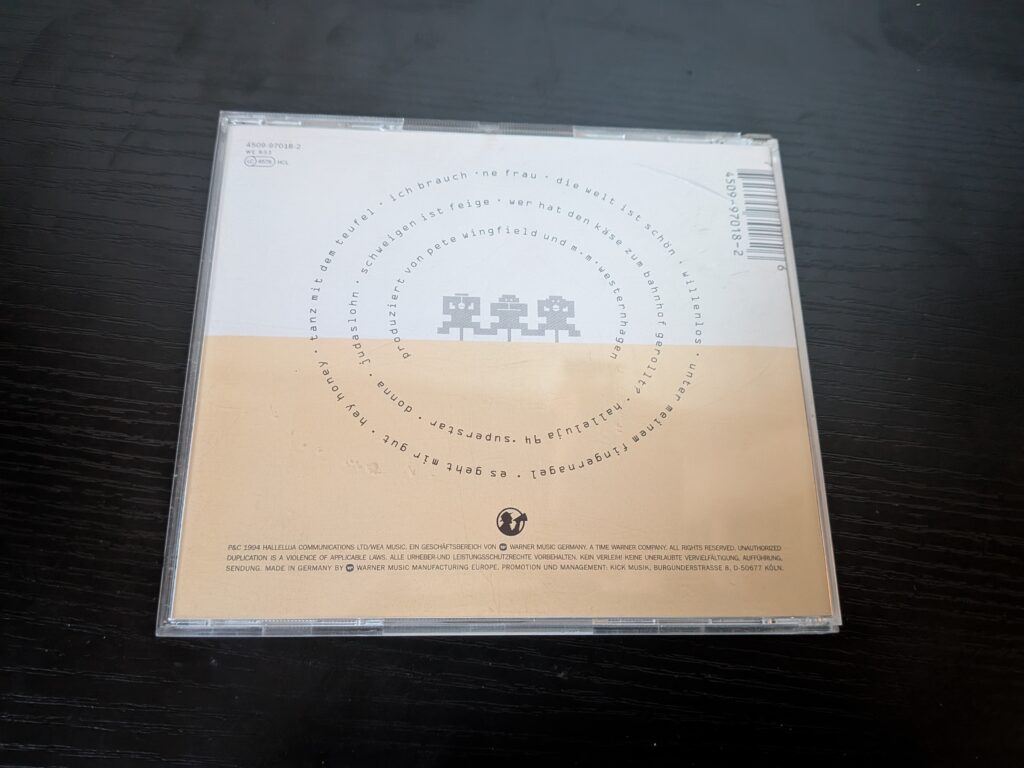 4509-97018-2
WE 833
LC 4678 HCL
4509-97018-2
6
tanz mit dem teufel · ich brauch 'ne frau · die welt ist schön · willenlos · unter meinem fingernagel · es geht mir gut · hey honey ·
judaslohn · schweigen ist feige · wer hat den käse zum bahnhof gerollt? · halleluja 94 · superstar · donna ·
produziert von pete wingfield und m.m.westernhagen
P&C 1994 HALLELUJA COMMUNICATIONS LTD/WEA MUSIC. EIN GESCHÄFTSBEREICH VON WARNER MUSIC GERMANY. A TIME WARNER COMPANY. ALL RIGHTS RESERVED. UNAUTHORIZED
DUPLICATION IS A VIOLENCE OF APPLICABLE LAWS. ALLE URHEBER-UND LEISTUNGSSCHUTZRECHTE VORBEHALTEN. KEIN VERLEIH! KEINE UNERLAUBTE VERVIELFÄLTIGUNG, AUFFÜHRUNG,
SENDUNG. MADE IN GERMANY BY WARNER MUSIC MANUFACTURING EUROPE. PROMOTION UND MANAGEMENT: KICK MUSIK, BURGUNDERSTRASSE 8, D-50677 KÖLN.